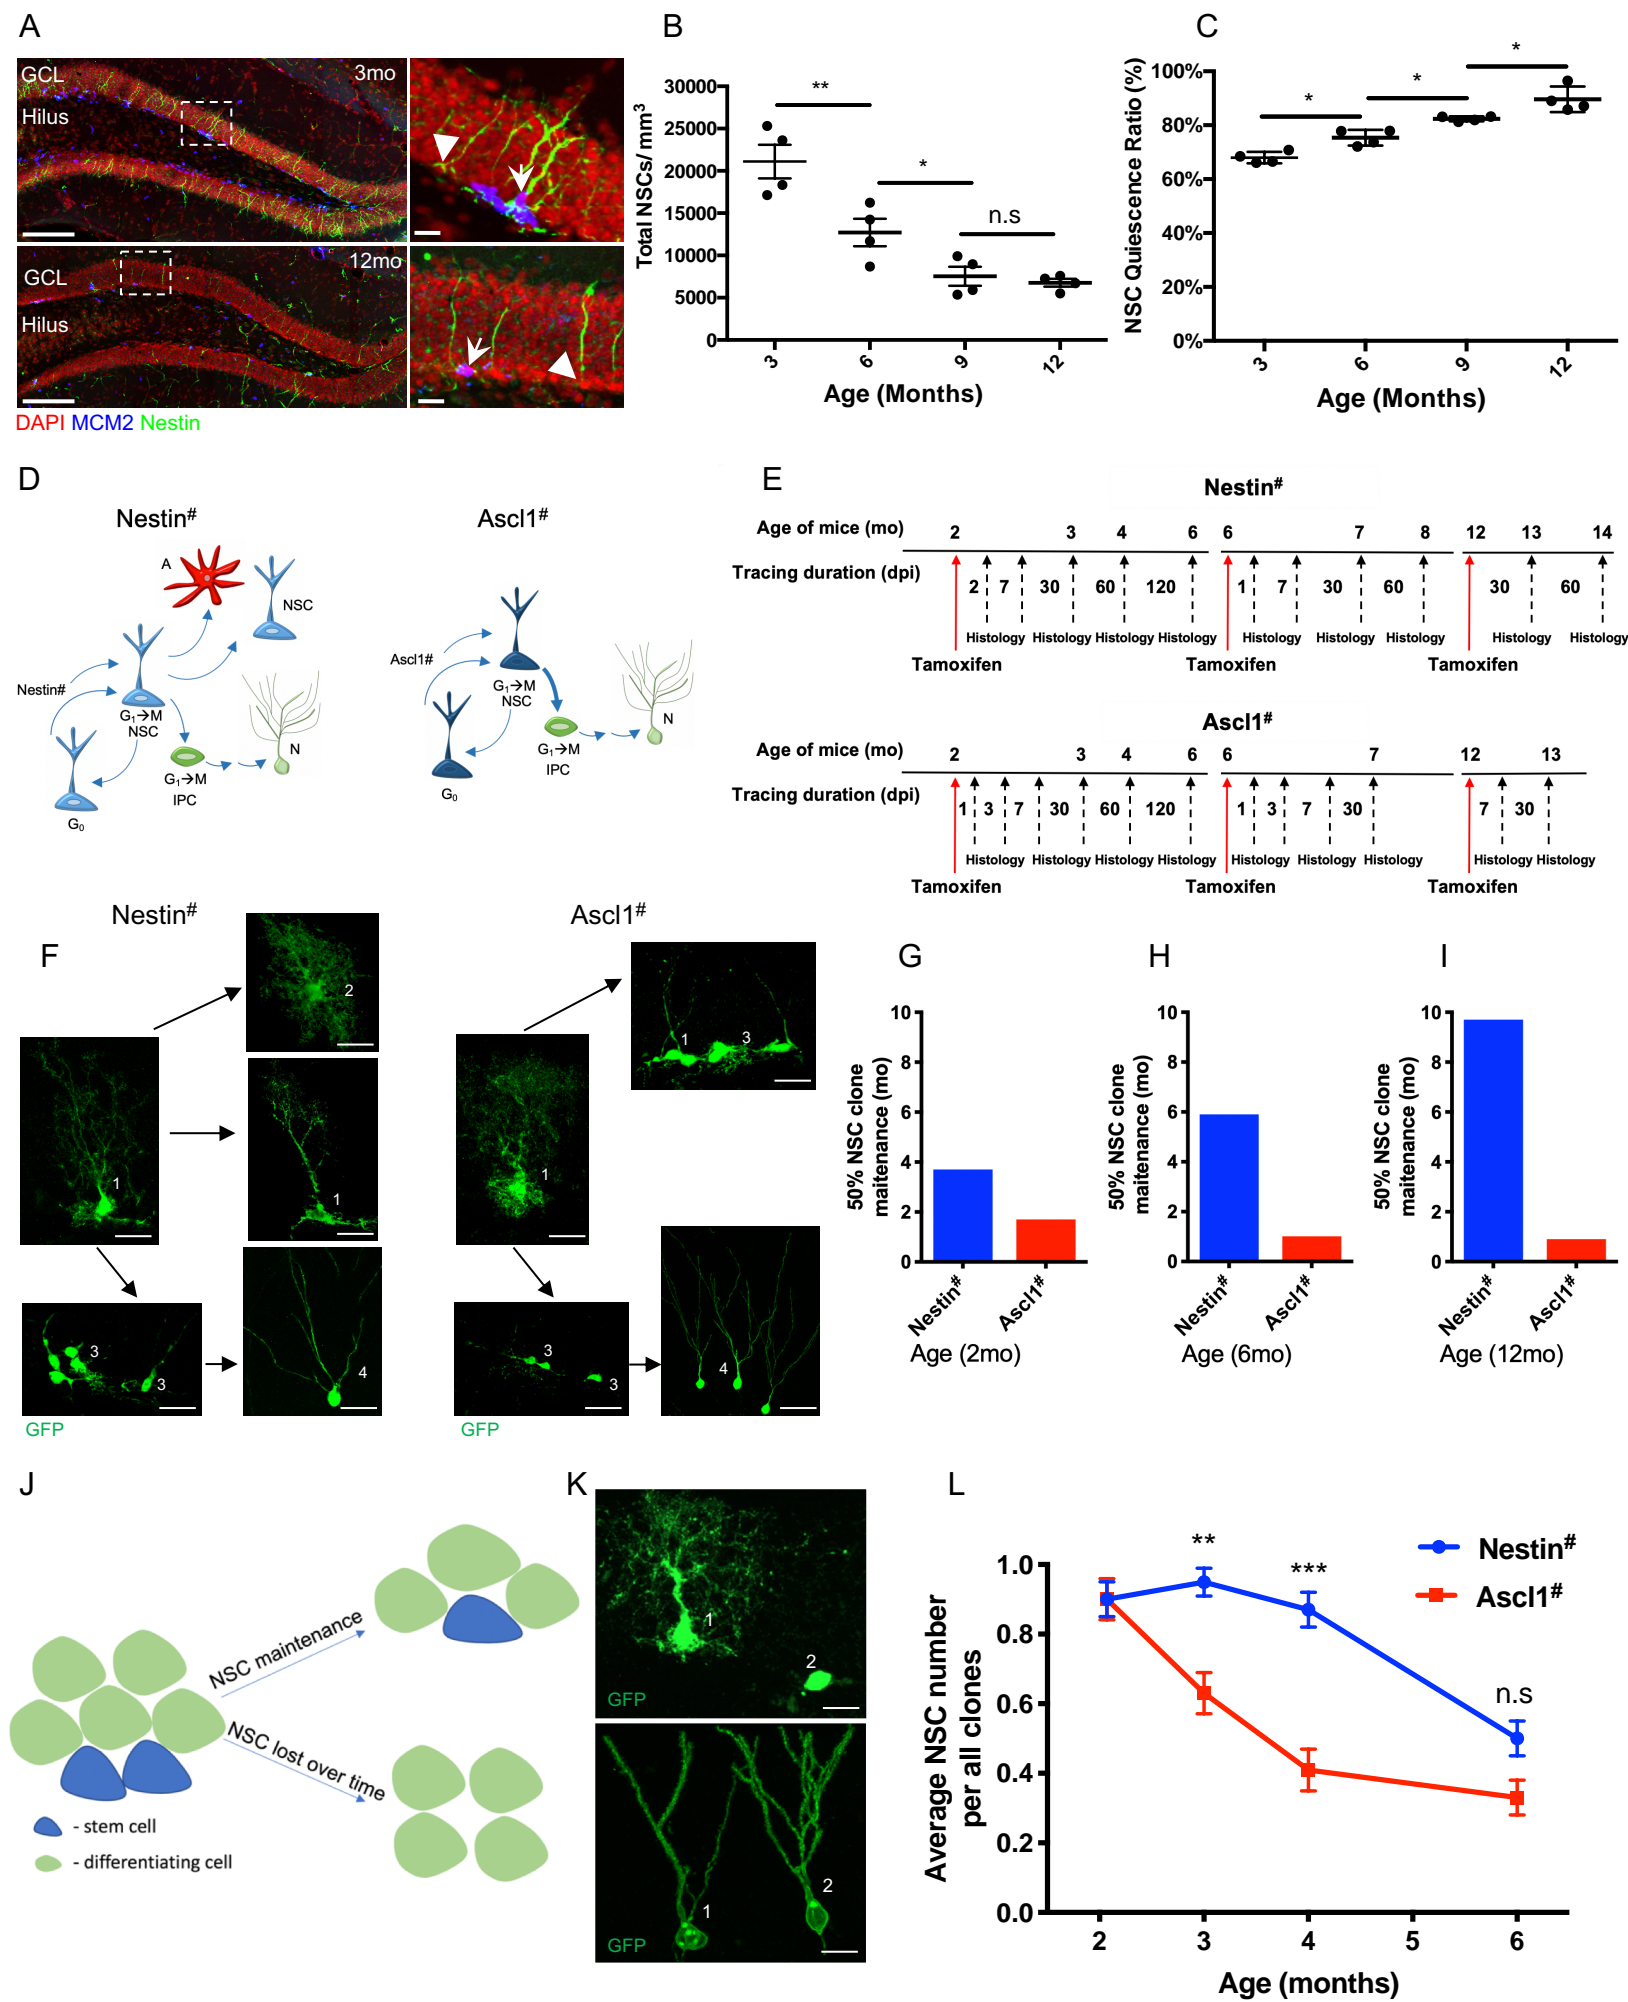 A
GCL
3mo
Hilus
GCL
12mo
Hilus
DAPI MCM2 Nestin
B
Total NSCs/mm³
30000
25000
20000
15000
10000
5000
0
**
*
n.s
3
6
9
12
Age (Months)
C
NSC Quiescence Ratio (%)
100%
80%
60%
40%
20%
0%
*
*
*
3
6
9
12
Age (Months)
D
Nestin#
A
NSC
Nestin#
G₁→M
NSC
N
G₁→M
IPC
G₀
Ascl1#
Ascl1#
G₁→M
NSC
N
G₁→M
IPC
G₀
E
Nestin#
Age of mice (mo) 2 3 4 6 6 7 8 12 13 14
Tracing duration (dpi) 2 7 30 60 120 1 7 30 60 30 60
Histology Histology Histology Histology Histology Histology Histology Histology Histology
Tamoxifen Tamoxifen Tamoxifen
Ascl1#
Age of mice (mo) 2 3 4 6 6 7 12 13
Tracing duration (dpi) 1 3 7 30 60 120 1 3 7 30 7 30
Histology Histology Histology Histology Histology Histology Histology Histology Histology
Tamoxifen Tamoxifen Tamoxifen
F
Nestin#
2
1
1
3
3
4
GFP
Ascl1#
1
3
1
3
3
4
GFP
G
50% NSC clone
maitenance (mo)
10
8
6
4
2
0
Nestin#
Ascl1#
Age (2mo)
H
50% NSC clone
maitenance (mo)
10
8
6
4
2
0
Nestin#
Ascl1#
Age (6mo)
I
50% NSC clone
maitenance (mo)
10
8
6
4
2
0
Nestin#
Ascl1#
Age (12mo)
J
NSC maintenance
NSC lost over time
- stem cell
- differentiating cell
K
1
2
GFP
1
2
GFP
L
Average NSC number
per all clones
1.0
0.8
0.6
0.4
0.2
0.0
**
***
n.s
Nestin#
Ascl1#
2
3
4
5
6
Age (months)